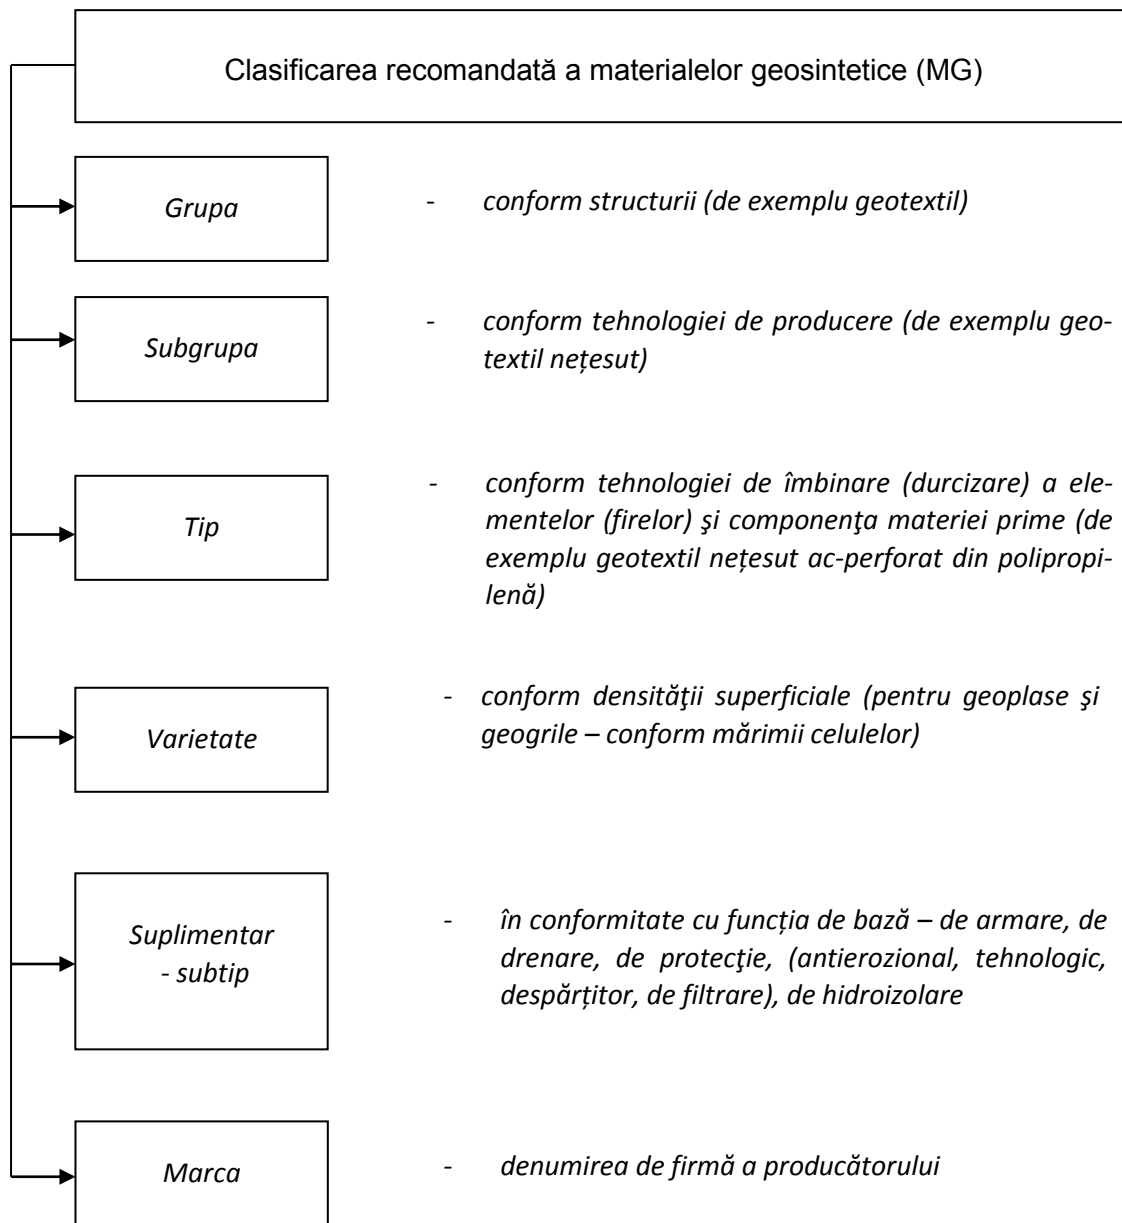 Clasificarea recomandată a materialelor geosintetice (MG)
Grupa
- conform structurii (de exemplu geotextil)
Subgrupa
- conform tehnologiei de producere (de exemplu geo-
textil nețesut)
Tip
- conform tehnologiei de îmbinare (durcizare) a ele-
mentelor (firelor) şi componenţa materiei prime (de
exemplu geotextil nețesut ac-perforat din polipropi-
lenă)
Varietate
- conform densităţii superficiale (pentru geoplase şi
geogrile – conform mărimii celulelor)
Suplimentar
- subtip
- în conformitate cu funcția de bază – de armare, de
drenare, de protecţie, (antierozional, tehnologic,
despărțitor, de filtrare), de hidroizolare
Marca
- denumirea de firmă a producătorului